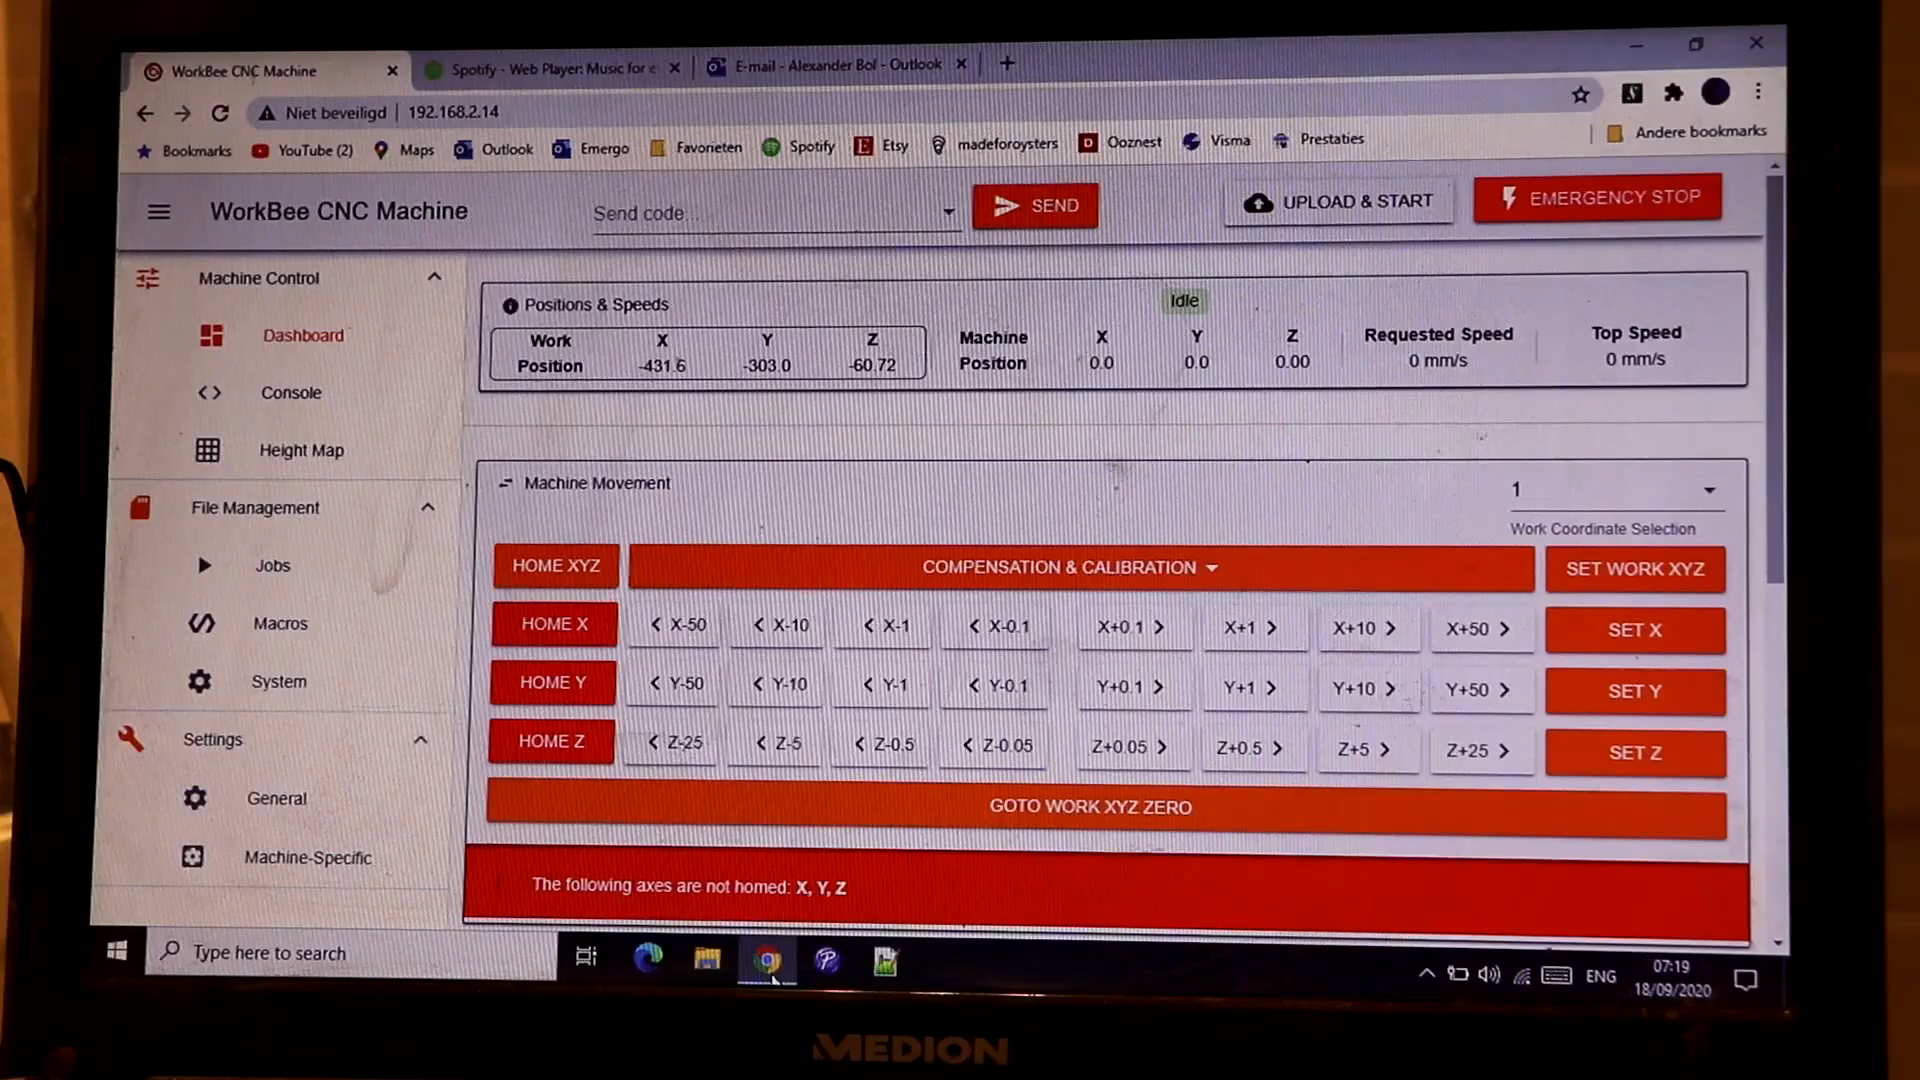 WorkBee CNC Machine
Spotify - Web Player: Music for e
E-mail - Alexander Bol - Outlook
Niet beveiligd | 192.168.2.14
Bookmarks YouTube (2) Maps Outlook Emergo Favorieten Spotify Etsy madeforoysters Ooznest Visma Prestaties Andere bookmarks
WorkBee CNC Machine Send code... SEND UPLOAD & START EMERGENCY STOP
Machine Control
Dashboard
Console
Height Map
File Management
Jobs
Macros
System
Settings
General
Machine-Specific
Positions & Speeds Idle
Work X Y Z Machine X Y Z Requested Speed Top Speed
Position -431.6 -303.0 -60.72 Position 0.0 0.0 0.00 0 mm/s 0 mm/s
Machine Movement 1
Work Coordinate Selection
HOME XYZ COMPENSATION & CALIBRATION SET WORK XYZ
HOME X < X-50 < X-10 < X-1 < X-0.1 X+0.1 > X+1 > X+10 > X+50 > SET X
HOME Y < Y-50 < Y-10 < Y-1 < Y-0.1 Y+0.1 > Y+1 > Y+10 > Y+50 > SET Y
HOME Z < Z-25 < Z-5 < Z-0.5 < Z-0.05 Z+0.05 > Z+0.5 > Z+5 > Z+25 > SET Z
GOTO WORK XYZ ZERO
The following axes are not homed: X, Y, Z
Type here to search ENG 07:19
18/09/2020
MEDION